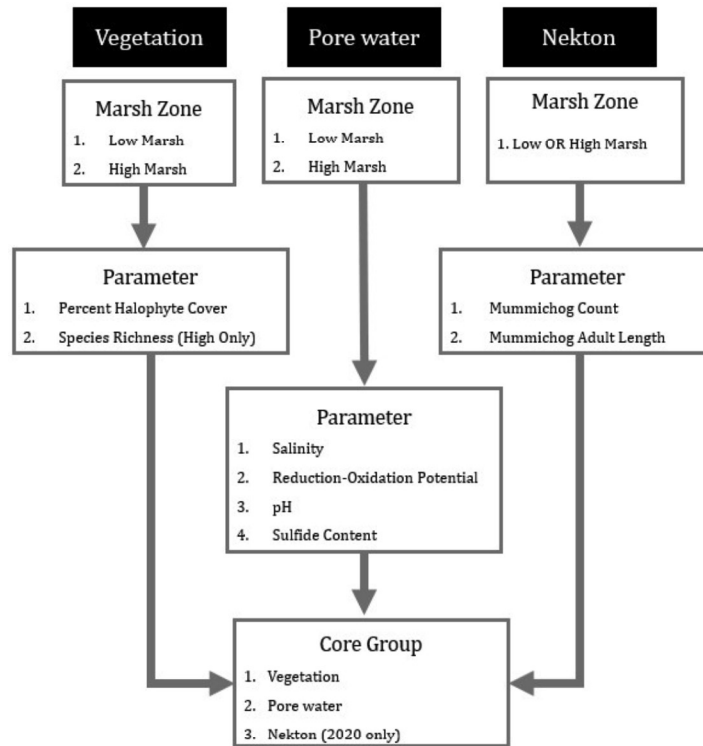 Vegetation
Pore water
Nekton
Marsh Zone
1. Low Marsh
2. High Marsh
Marsh Zone
1. Low Marsh
2. High Marsh
Marsh Zone
1. Low OR High Marsh
Parameter
1. Percent Halophyte Cover
2. Species Richness (High Only)
Parameter
1. Mummichog Count
2. Mummichog Adult Length
Parameter
1. Salinity
2. Reduction-Oxidation Potential
3. pH
4. Sulfide Content
Core Group
1. Vegetation
2. Pore water
3. Nekton (2020 only)